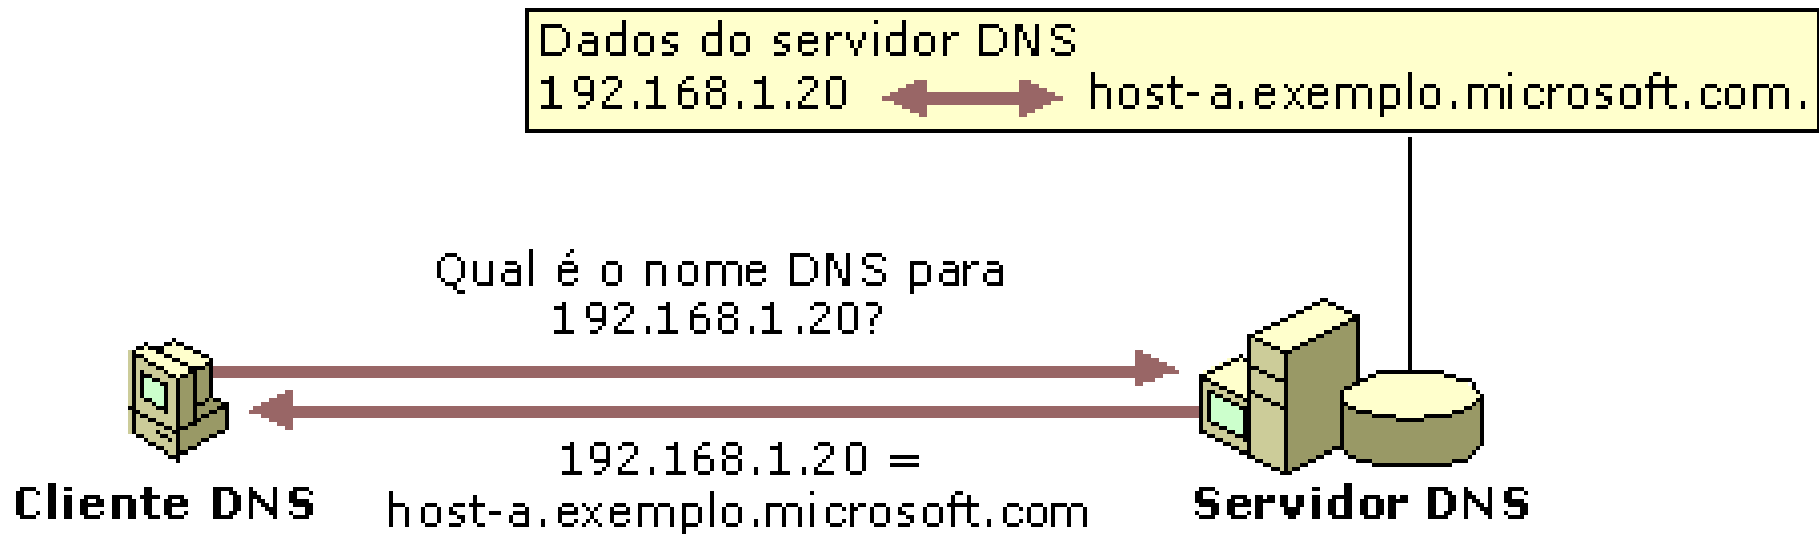 Dados do servidor DNS
192.168.1.20 host-a.exemplo.microsoft.com.
Qual é o nome DNS para
192.168.1.20?
192.168.1.20 =
host-a.exemplo.microsoft.com
Cliente DNS
Servidor DNS